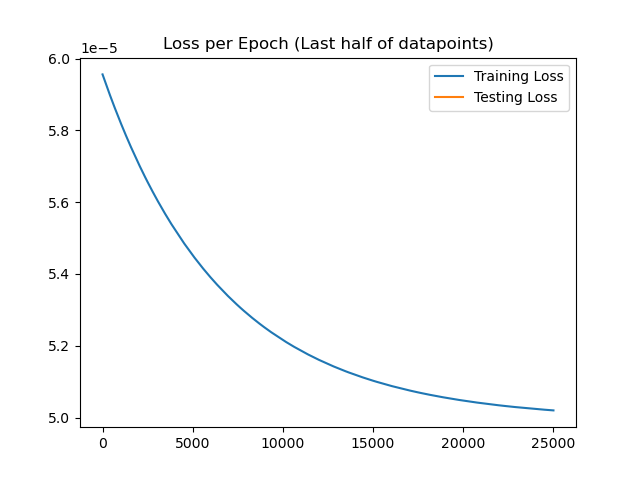 Loss per Epoch (Last half of datapoints)
1e−5
6.0
5.8
5.6
5.4
5.2
5.0
0 5000 10000 15000 20000 25000
Training Loss
Testing Loss